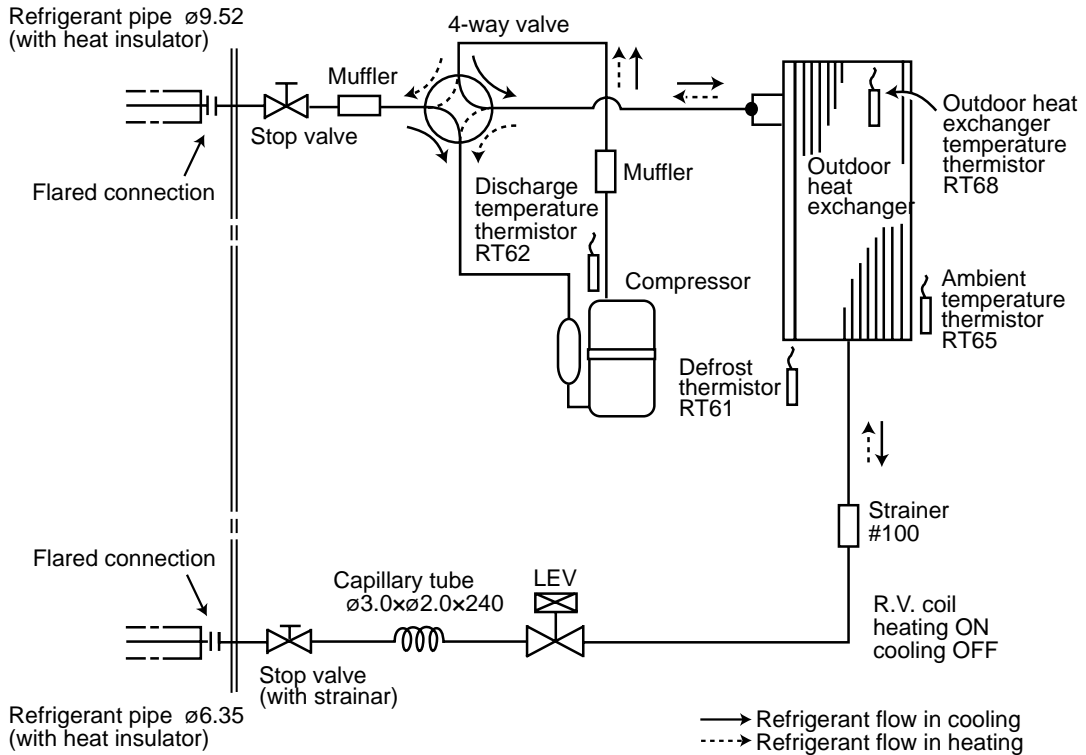 Refrigerant pipe ø9.52
(with heat insulator)
4-way valve
Muffler
Stop valve
Flared connection
Outdoor heat
exchanger
temperature
thermistor
RT68
Outdoor
heat
exchanger
Muffler
Discharge
temperature
thermistor
RT62
Compressor
Ambient
temperature
thermistor
RT65
Defrost
thermistor
RT61
Strainer
#100
Flared connection
Capillary tube
ø3.0×ø2.0×240
LEV
R.V. coil
heating ON
cooling OFF
Stop valve
(with strainar)
Refrigerant pipe ø6.35
(with heat insulator)
Refrigerant flow in cooling
Refrigerant flow in heating